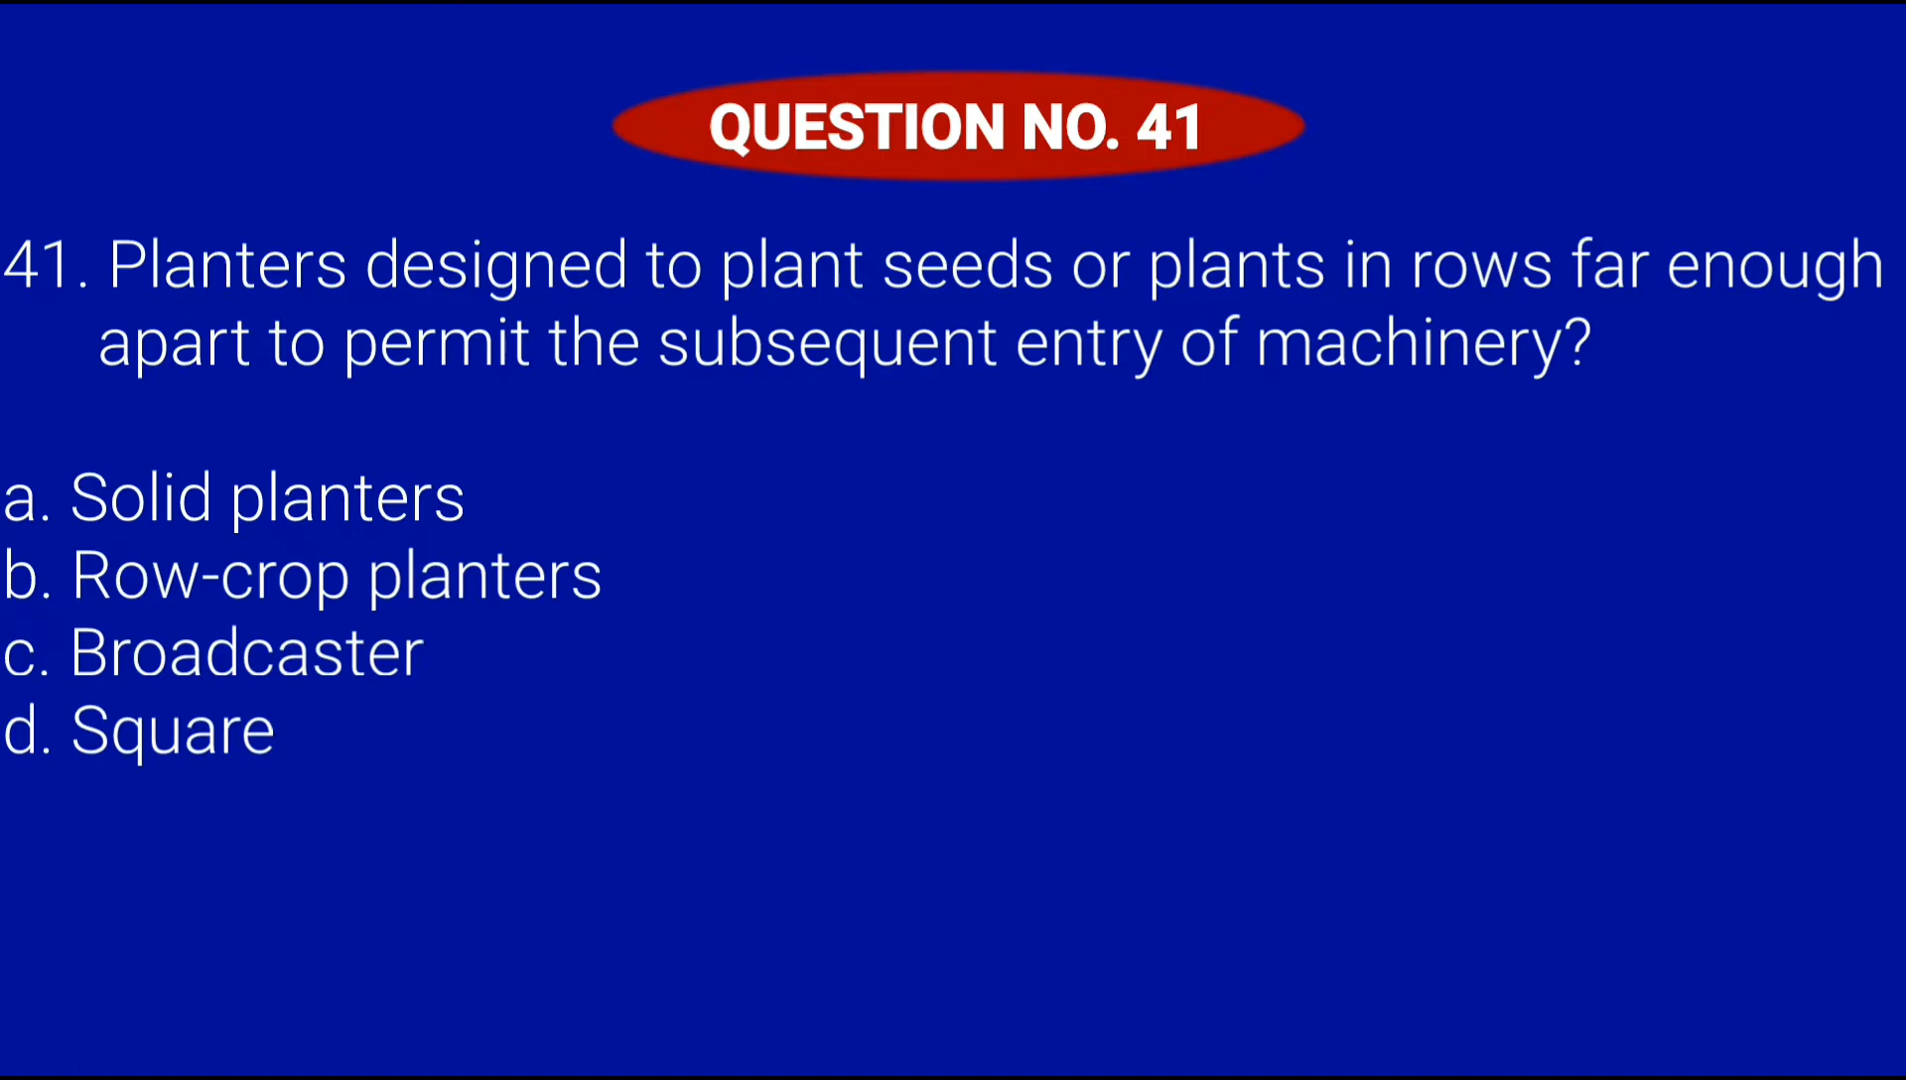 QUESTION NO. 41
41. Planters designed to plant seeds or plants in rows far enough
apart to permit the subsequent entry of machinery?
a. Solid planters
b. Row-crop planters
c. Broadcaster
d. Square